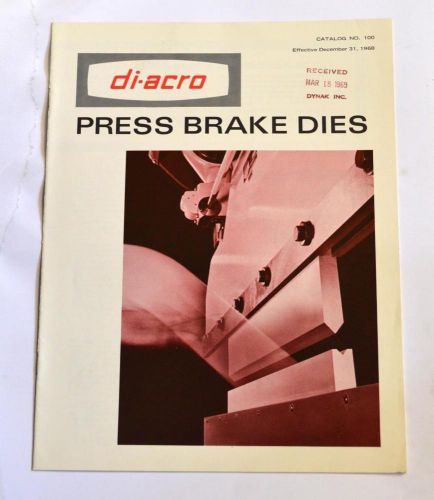 CATALOG NO. 100
Effective December 31, 1968
di·acro
RECEIVED
MAR 18 1969
DYNAK INC.
PRESS BRAKE DIES